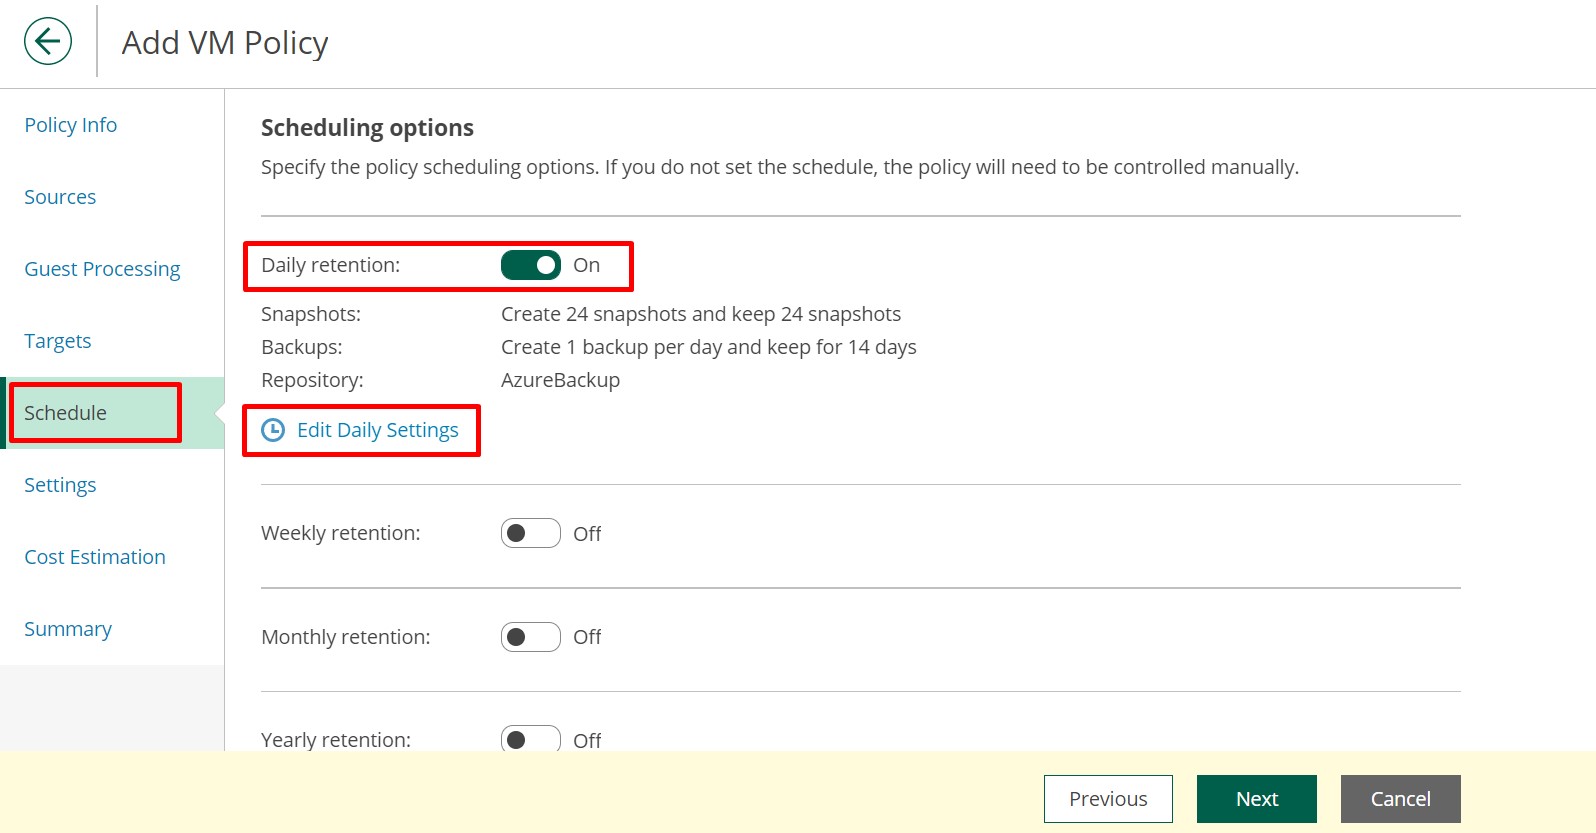 Add VM Policy
Policy Info
Sources
Guest Processing
Targets
Schedule
Settings
Cost Estimation
Summary
Scheduling options
Specify the policy scheduling options. If you do not set the schedule, the policy will need to be controlled manually.
Daily retention: On
Snapshots: Create 24 snapshots and keep 24 snapshots
Backups: Create 1 backup per day and keep for 14 days
Repository: AzureBackup
Edit Daily Settings
Weekly retention: Off
Monthly retention: Off
Yearly retention: Off
Previous Next Cancel